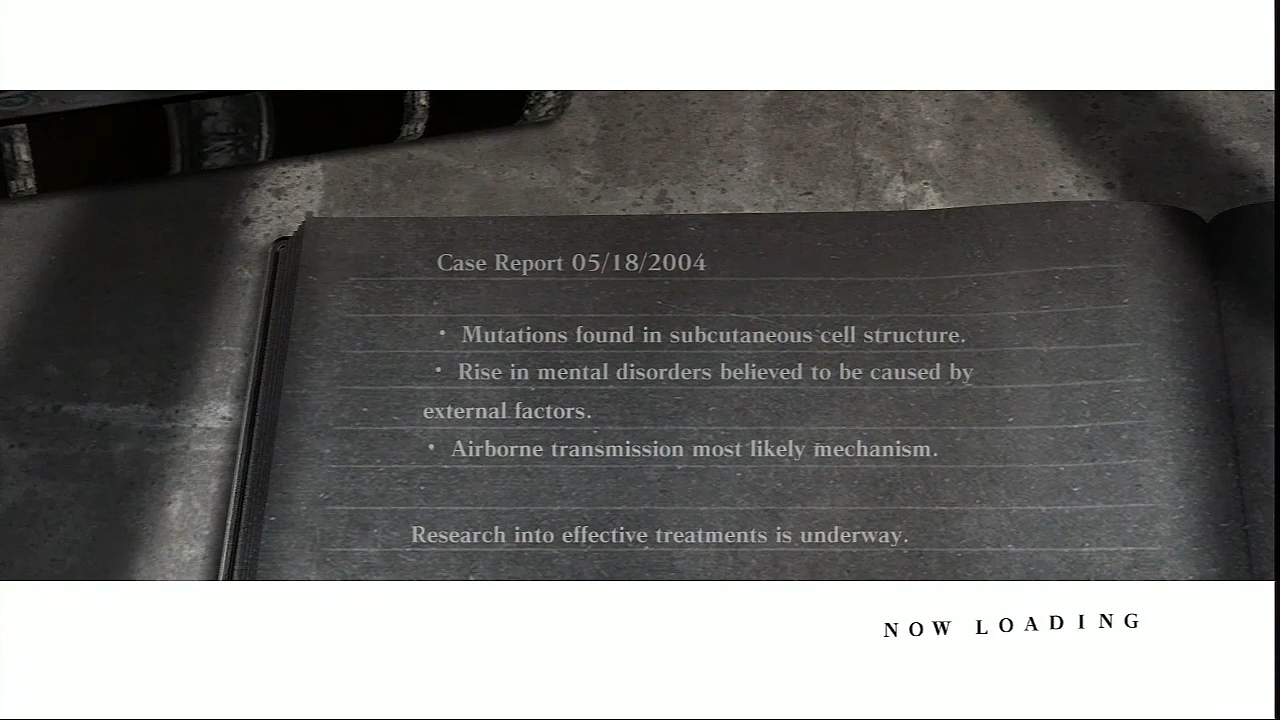 Case Report 05/18/2004
• Mutations found in subcutaneous cell structure.
• Rise in mental disorders believed to be caused by
external factors.
• Airborne transmission most likely mechanism.
Research into effective treatments is underway.
NOW LOADING